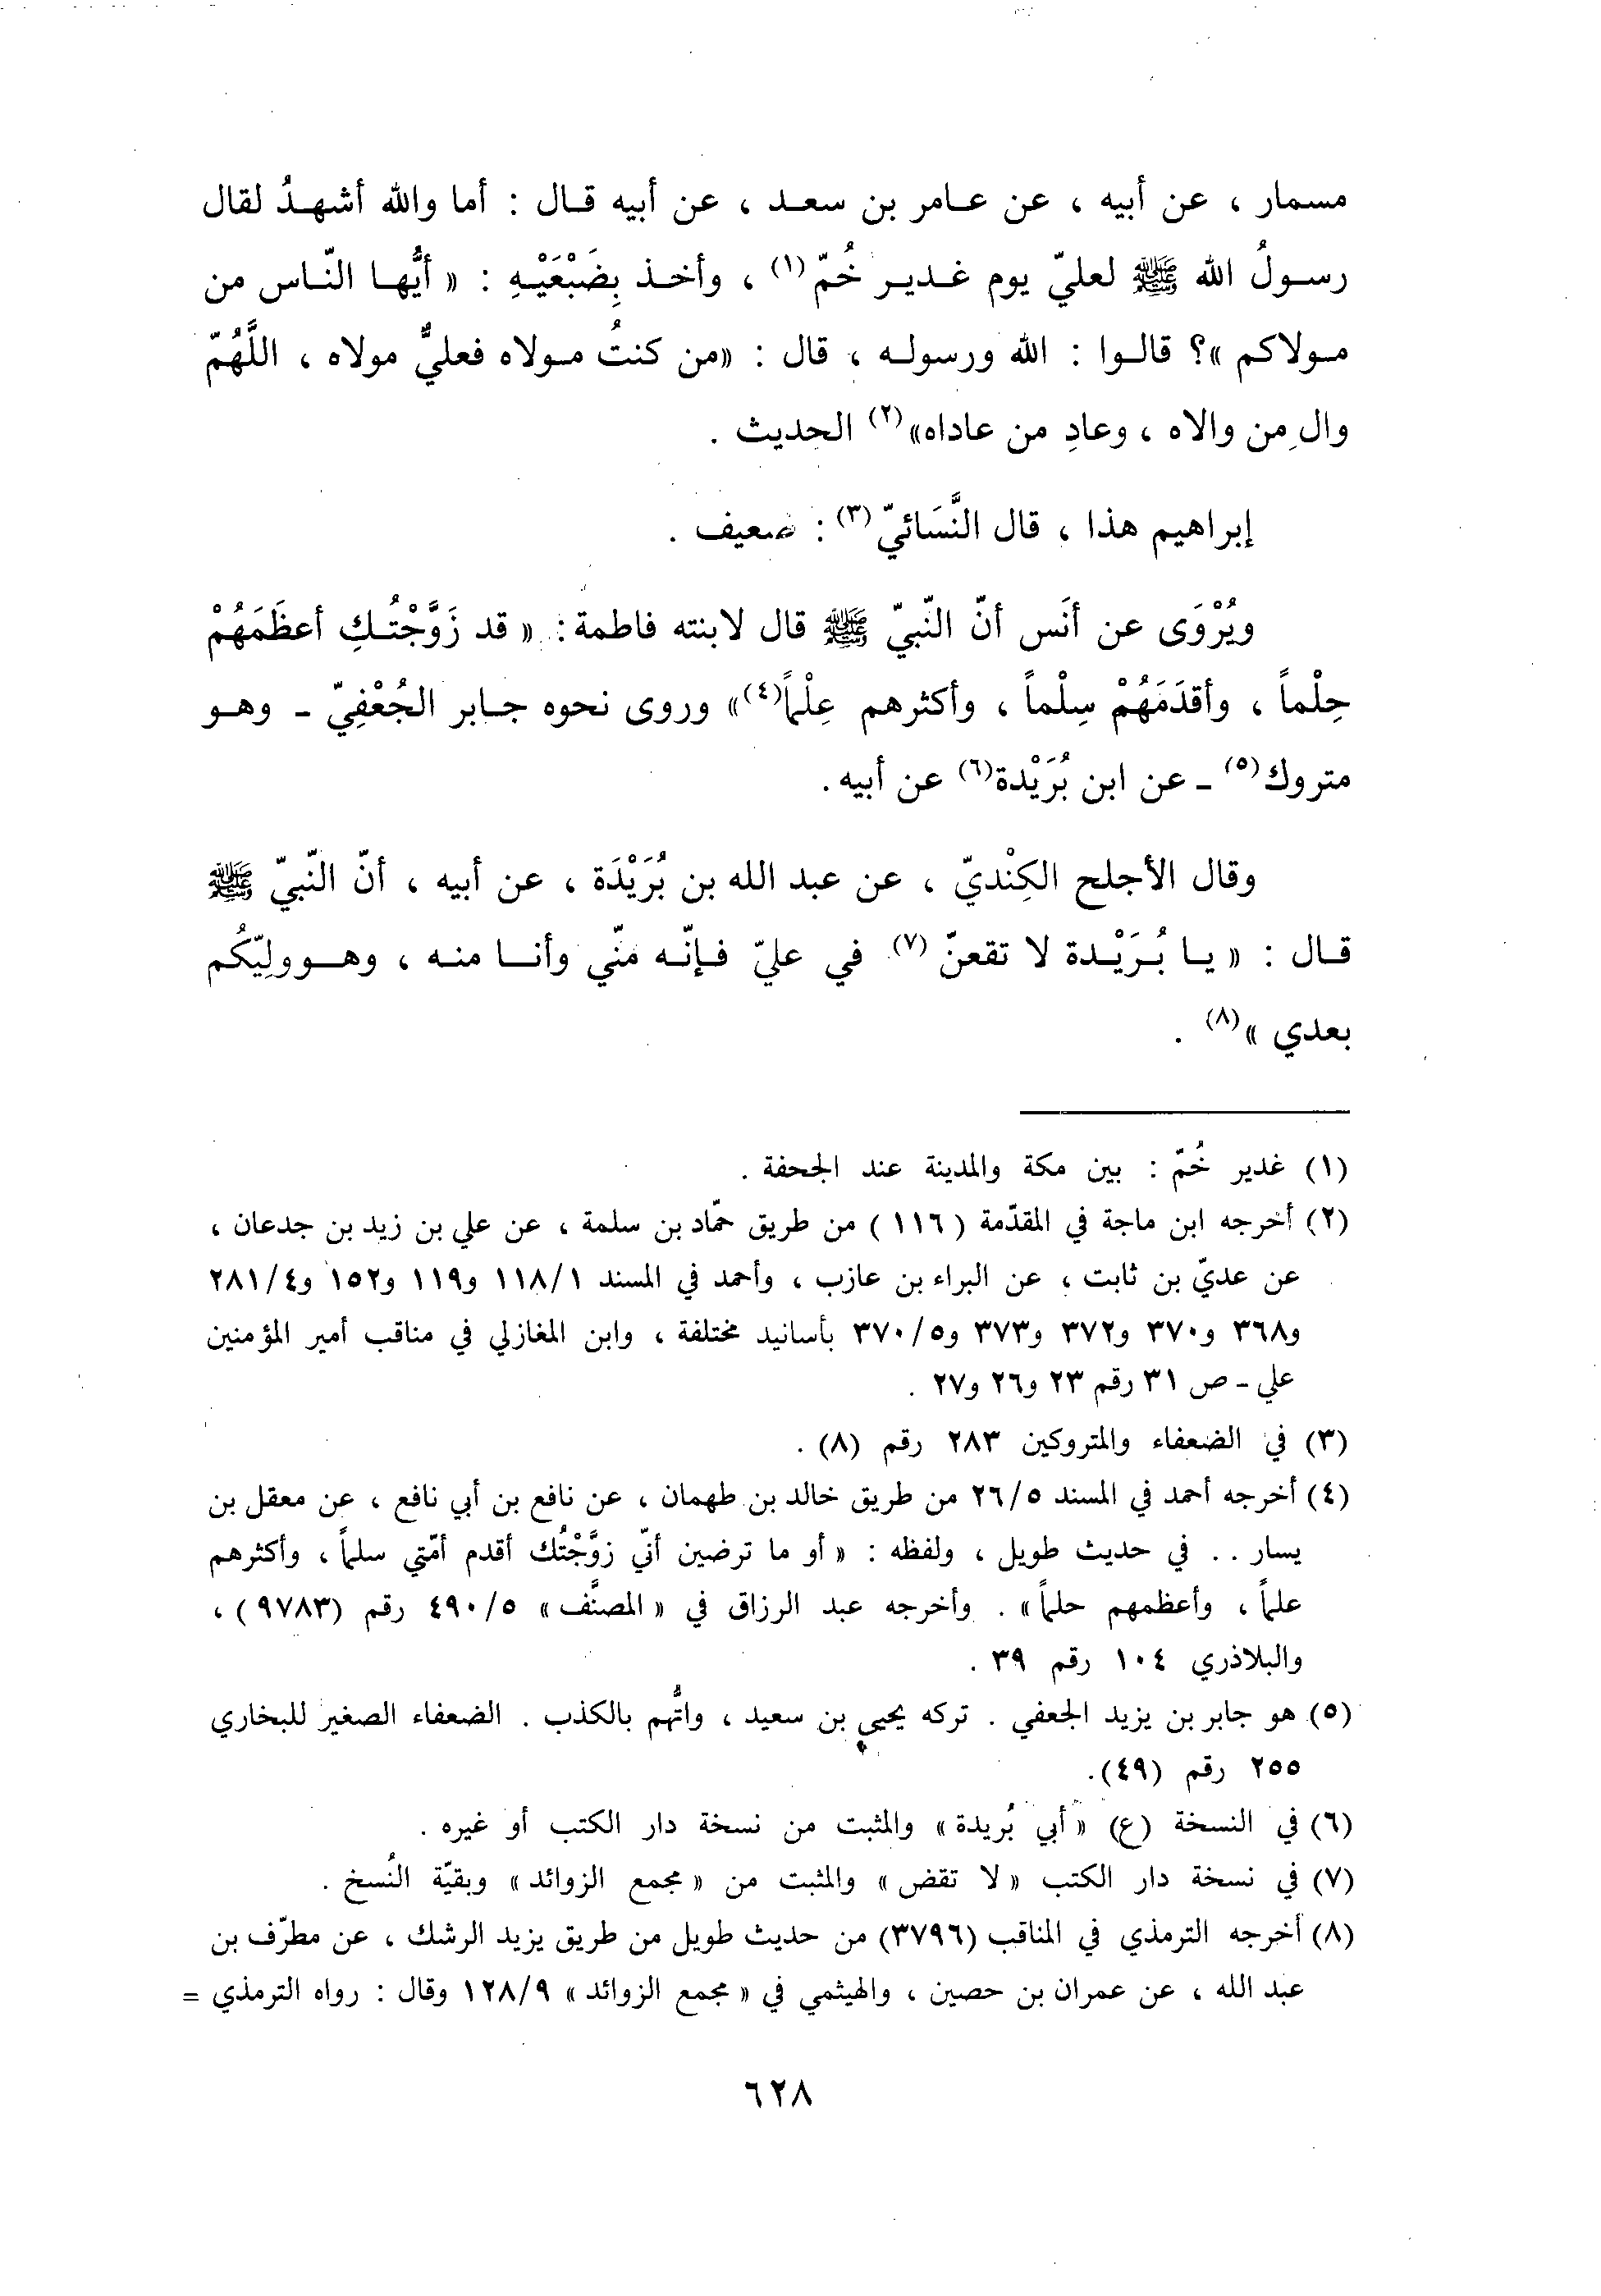 مسمار ، عن أبيه ، عن عامر بن سعد ، عن أبيه قال : أما والله أشهدُ لقال
رسولُ الله ﷺ لعليّ يوم غدير خُمّ(١) ، وأخذ بِضَبْعَيْهِ : « أيُّها النّاس من
مولاكم »؟ قالوا : الله ورسوله ، قال : «من كنتُ مولاه فعليٌّ مولاه ، اللَّهُمّ
والِ من والاه ، وعادِ من عاداه»(٢) الحديث .
إبراهيم هذا ، قال النَّسَائيّ(٣) : ضعيف .
ويُرْوَى عن أنَس أنّ النّبيّ ﷺ قال لابنته فاطمة : « قد زَوَّجْتُكِ أعظَمَهُمْ
حِلْماً ، وأقدَمَهُمْ سِلْماً ، وأكثرهم عِلْماً(٤)» وروى نحوه جابر الجُعْفِيّ ـ وهو
متروك(٥) ـ عن ابن بُرَيْدة(٦) عن أبيه .
وقال الأجلح الكِنْديّ ، عن عبد الله بن بُرَيْدَة ، عن أبيه ، أنّ النّبيّ ﷺ
قال : « يا بُرَيْدة لا تقعنّ (٧) في عليّ فإنّه منّي وأنا منه ، وهو وليّكُم
بعدي »(٨) .
(١) غدير خُمّ : بين مكة والمدينة عند الجحفة .
(٢) أخرجه ابن ماجة في المقدّمة (١١٦) من طريق حمّاد بن سلمة ، عن علي بن زيد بن جدعان ،
عن عديّ بن ثابت ، عن البراء بن عازب ، وأحمد في المسند ١١٨/١ و١١٩ و١٥٢ و٢٨١/٤
و٣٦٨ و٣٧٠ و٣٧٢ و٣٧٣ و٣٧٠/٥ بأسانيد مختلفة ، وابن المغازلي في مناقب أمير المؤمنين
علي ـ ص ٣١ رقم ٢٣ و٢٦ و٢٧ .
(٣) في الضعفاء والمتروكين ٢٨٣ رقم (٨) .
(٤) أخرجه أحمد في المسند ٢٦/٥ من طريق خالد بن طهمان ، عن نافع بن أبي نافع ، عن معقل بن
يسار . . في حديث طويل ، ولفظه : « أو ما ترضين أنّي زوَّجْتُك أقدم أمّتي سلماً ، وأكثرهم
علماً ، وأعظمهم حلماً» . وأخرجه عبد الرزاق في « المصنَّف » ٤٩٠/٥ رقم (٩٧٨٣) ،
والبلاذري ١٠٤ رقم ٣٩ .
(٥) هو جابر بن يزيد الجعفي . تركه يحيى بن سعيد ، واتُّهم بالكذب . الضعفاء الصغير للبخاري
٢٥٥ رقم (٤٩).
(٦) في النسخة (ع) « أبي بُريدة » والمثبت من نسخة دار الكتب أو غيره .
(٧) في نسخة دار الكتب « لا تقض » والمثبت من « مجمع الزوائد » وبقيّة النُسخ .
(٨) أخرجه الترمذي في المناقب (٣٧٩٦) من حديث طويل من طريق يزيد الرشك ، عن مطرّف بن
عبد الله ، عن عمران بن حصين ، والهيثمي في « مجمع الزوائد » ١٢٨/٩ وقال : رواه الترمذي =
٦٢٨